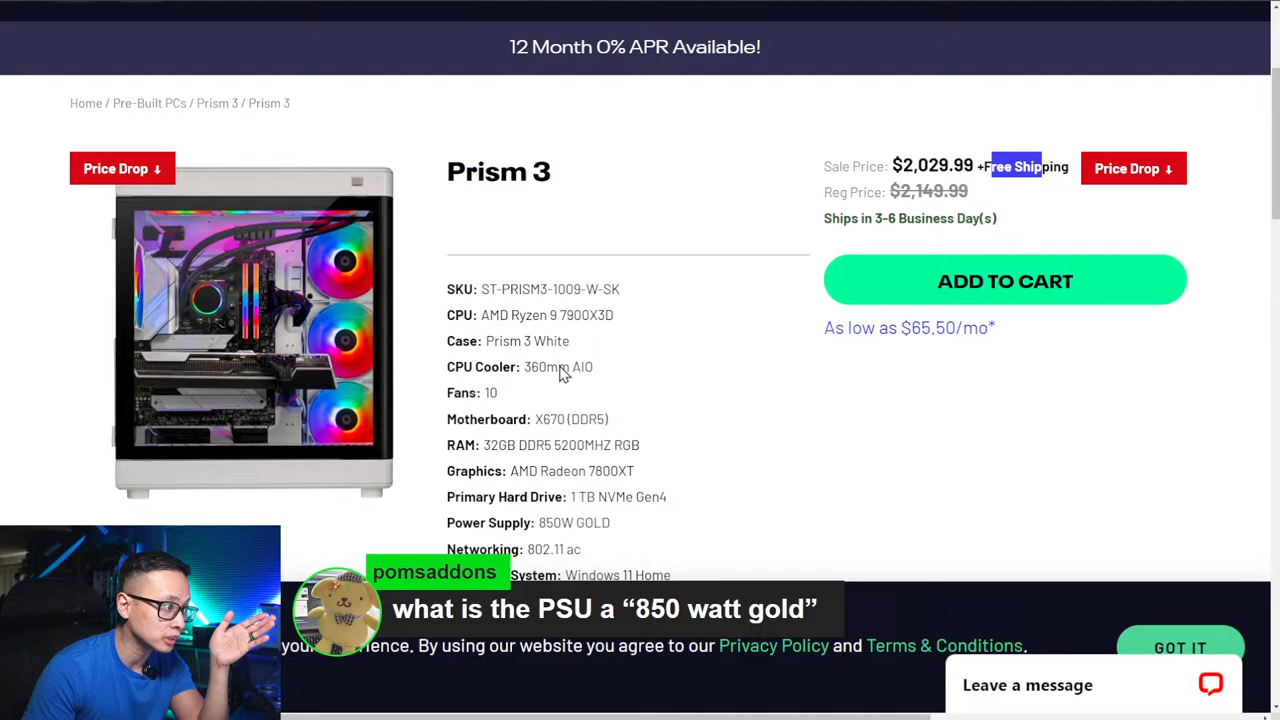 12 Month 0% APR Available!
Home / Pre-Built PCs / Prism 3 / Prism 3
Price Drop ↓
Prism 3
SKU: ST-PRISM3-1009-W-SK
CPU: AMD Ryzen 9 7900X3D
Case: Prism 3 White
CPU Cooler: 360mm AIO
Fans: 10
Motherboard: X670 (DDR5)
RAM: 32GB DDR5 5200MHZ RGB
Graphics: AMD Radeon 7800XT
Primary Hard Drive: 1 TB NVMe Gen4
Power Supply: 850W GOLD
Networking: 802.11 ac
System: Windows 11 Home
Sale Price: $2,029.99 +Free Shipping
Price Drop ↓
Reg Price: $2,149.99
Ships in 3-6 Business Day(s)
ADD TO CART
As low as $65.50/mo*
pomsaddons
what is the PSU a “850 watt gold”
By using our website you agree to our Privacy Policy and Terms & Conditions.
GOT IT
Leave a message